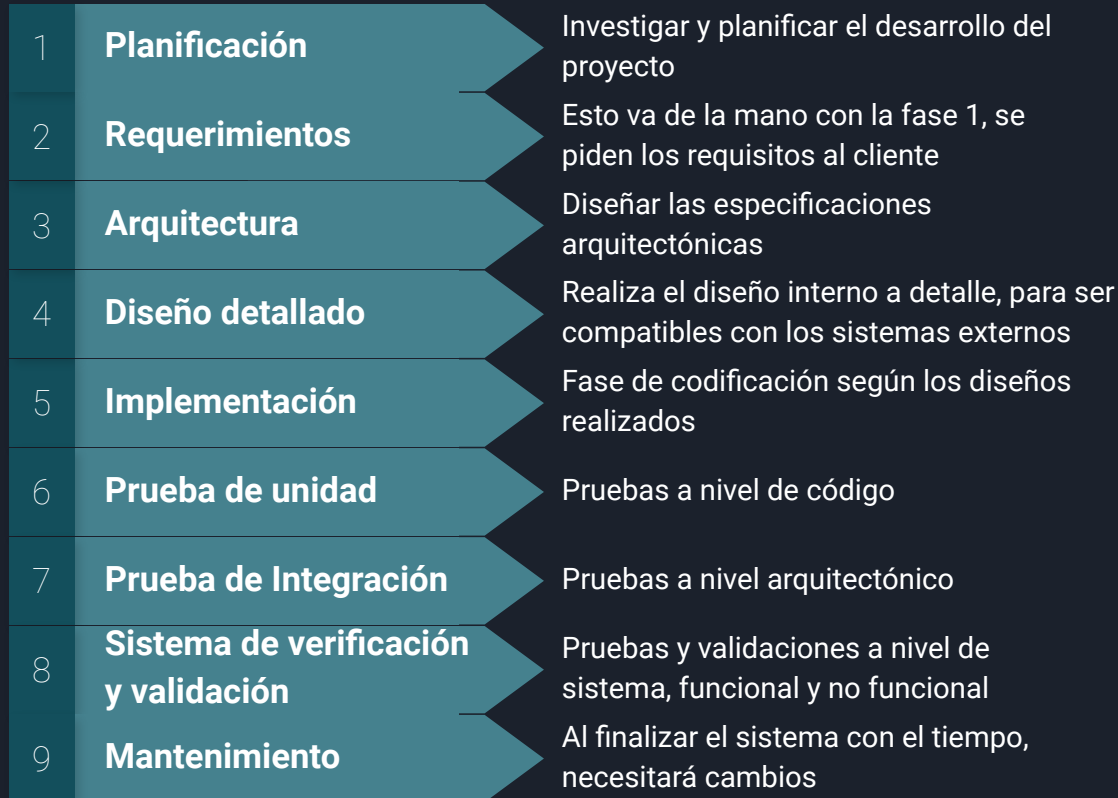 1
Planificación
Investigar y planificar el desarrollo del
proyecto
2
Requerimientos
Esto va de la mano con la fase 1, se
piden los requisitos al cliente
3
Arquitectura
Diseñar las especificaciones
arquitectónicas
4
Diseño detallado
Realiza el diseño interno a detalle, para ser
compatibles con los sistemas externos
5
Implementación
Fase de codificación según los diseños
realizados
6
Prueba de unidad
Pruebas a nivel de código
7
Prueba de Integración
Pruebas a nivel arquitectónico
8
Sistema de verificación
y validación
Pruebas y validaciones a nivel de
sistema, funcional y no funcional
9
Mantenimiento
Al finalizar el sistema con el tiempo,
necesitará cambios